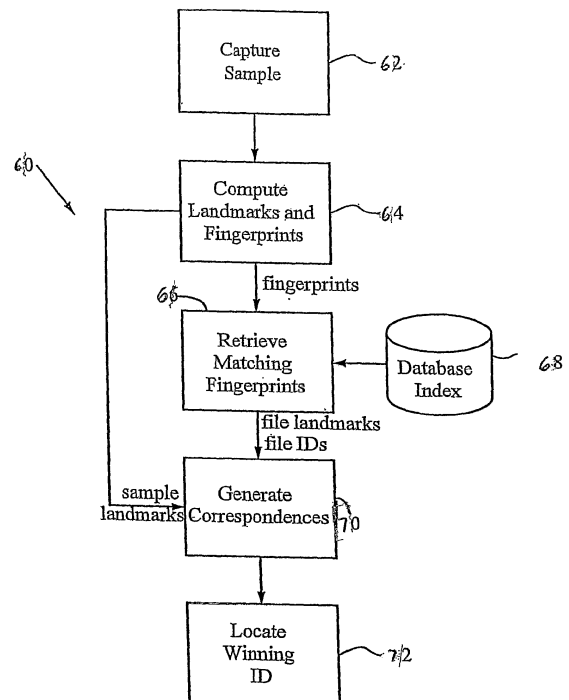 Capture
Sample
62
60
Compute
Landmarks and
Fingerprints
64
fingerprints
66
Retrieve
Matching
Fingerprints
Database
Index
68
file landmarks
file IDs
sample
landmarks
Generate
Correspondences
70
Locate
Winning
ID
72